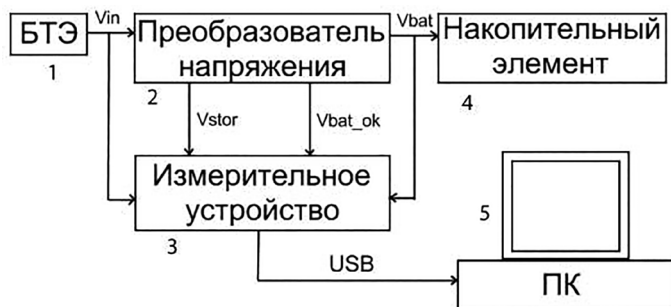 БТЭ
Vin
Преобразователь
напряжения
Vbat
Накопительный
элемент
1
2
4
Vstor
Vbat_ok
Измерительное
устройство
3
5
USB
ПК